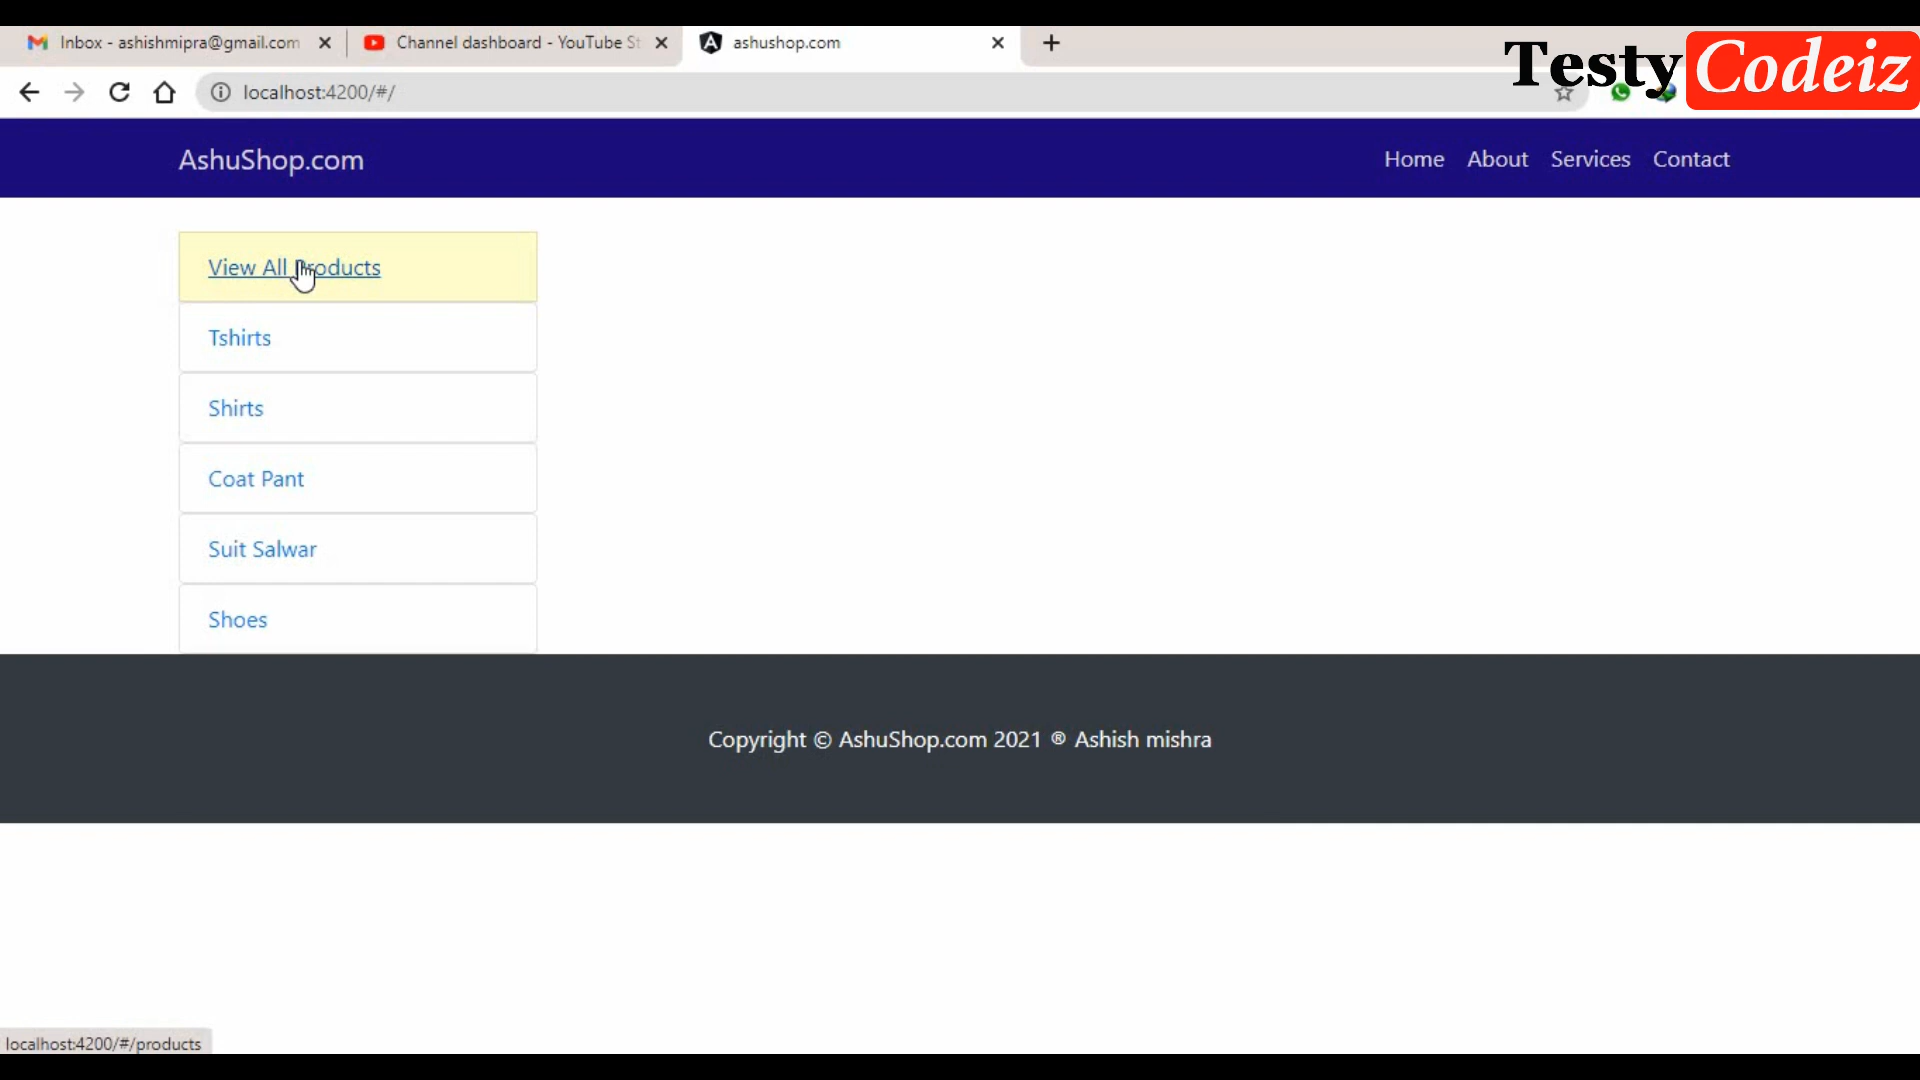 Inbox - ashishmipra@gmail.com
Channel dashboard - YouTube St
ashushop.com
Testy Codeiz
localhost:4200/#/
AshuShop.com
Home About Services Contact
View All Products
Tshirts
Shirts
Coat Pant
Suit Salwar
Shoes
Copyright © AshuShop.com 2021 ® Ashish mishra
localhost:4200/#/products